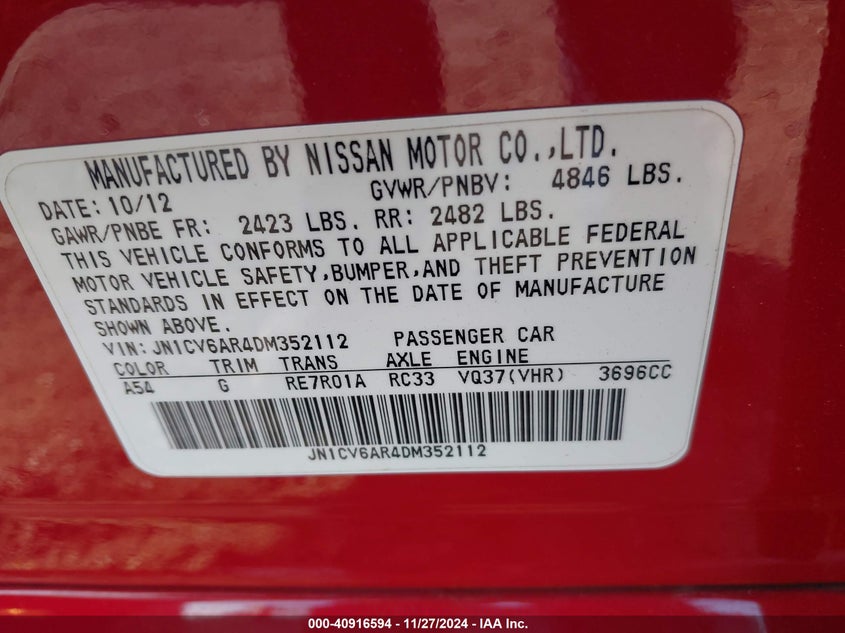 MANUFACTURED BY NISSAN MOTOR CO.,LTD.
DATE: 10/12 GVWR/PNBV: 4846 LBS.
GAWR/PNBE FR: 2423 LBS. RR: 2482 LBS.
THIS VEHICLE CONFORMS TO ALL APPLICABLE FEDERAL
MOTOR VEHICLE SAFETY,BUMPER,AND THEFT PREVENTION
STANDARDS IN EFFECT ON THE DATE OF MANUFACTURE
SHOWN ABOVE.
VIN: JN1CV6AR4DM352112 PASSENGER CAR
COLOR TRIM TRANS AXLE ENGINE
A54 G RE7R01A RC33 VQ37(VHR) 3696CC
JN1CV6AR4DM352112
000-40916594 — 11/27/2024 — IAA Inc.